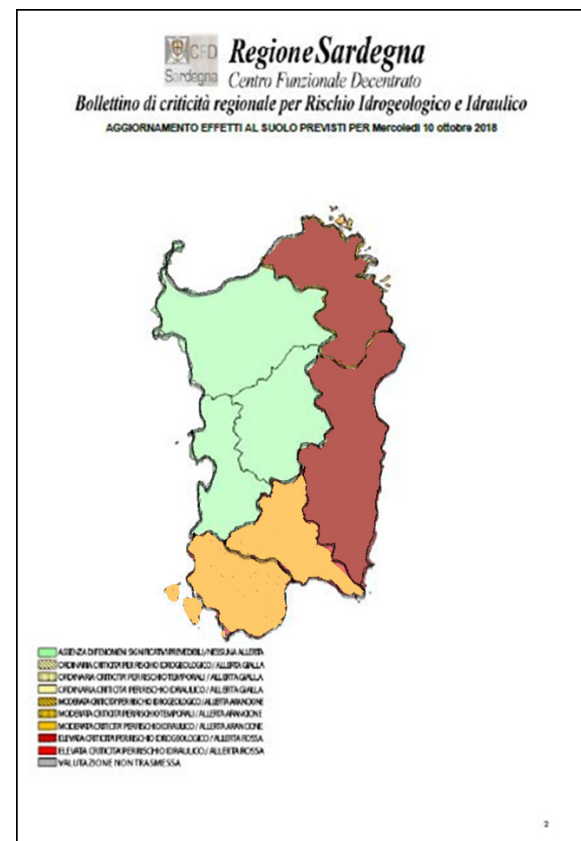 CFD
Sardegna
Regione Sardegna
Centro Funzionale Decentrato
Bollettino di criticità regionale per Rischio Idrogeologico e Idraulico
AGGIORNAMENTO EFFETTI AL SUOLO PREVISTI PER Mercoledì 10 ottobre 2018
ASSENZA DI FENOMENI SIGNIFICATIVI PREVEDIBILI / NESSUNA ALLERTA
ORDINARIA CRITICITA' PER RISCHIO IDROGEOLOGICO / ALLERTA GIALLA
ORDINARIA CRITICITA' PER RISCHIO TEMPORALI / ALLERTA GIALLA
ORDINARIA CRITICITA' PER RISCHIO IDRAULICO / ALLERTA GIALLA
MODERATA CRITICITA' PER RISCHIO IDROGEOLOGICO / ALLERTA ARANCIONE
MODERATA CRITICITA' PER RISCHIO TEMPORALI / ALLERTA ARANCIONE
MODERATA CRITICITA' PER RISCHIO IDRAULICO / ALLERTA ARANCIONE
ELEVATA CRITICITA' PER RISCHIO IDROGEOLOGICO / ALLERTA ROSSA
ELEVATA CRITICITA' PER RISCHIO IDRAULICO / ALLERTA ROSSA
VALUTAZIONE NON TRASMESSA
2